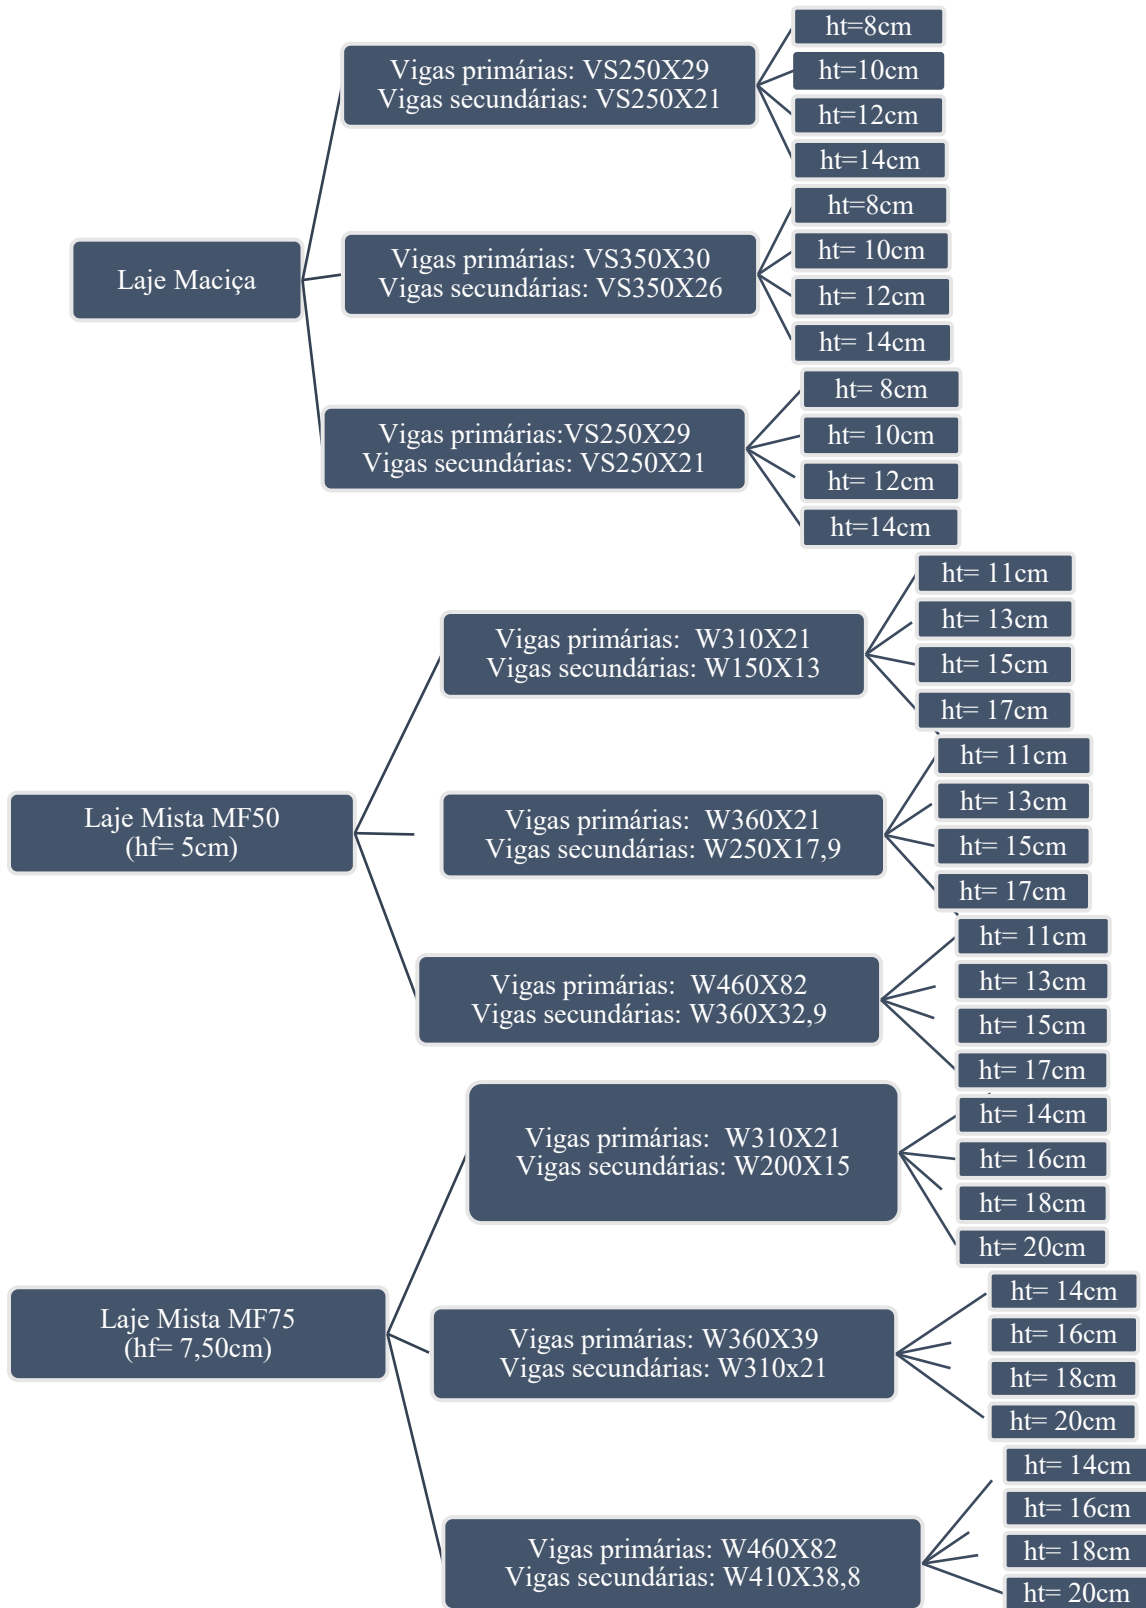 Laje Maciça
Vigas primárias: VS250X29
Vigas secundárias: VS250X21
ht=8cm
ht=10cm
ht=12cm
ht=14cm
Vigas primárias: VS350X30
Vigas secundárias: VS350X26
ht=8cm
ht= 10cm
ht= 12cm
ht= 14cm
Vigas primárias:VS250X29
Vigas secundárias: VS250X21
ht= 8cm
ht= 10cm
ht= 12cm
ht=14cm
Laje Mista MF50
(hf= 5cm)
Vigas primárias:  W310X21
Vigas secundárias: W150X13
ht= 11cm
ht= 13cm
ht= 15cm
ht= 17cm
Vigas primárias:  W360X21
Vigas secundárias: W250X17,9
ht= 11cm
ht= 13cm
ht= 15cm
ht= 17cm
Vigas primárias:  W460X82
Vigas secundárias: W360X32,9
ht= 11cm
ht= 13cm
ht= 15cm
ht= 17cm
Laje Mista MF75
(hf= 7,50cm)
Vigas primárias:  W310X21
Vigas secundárias: W200X15
ht= 14cm
ht= 16cm
ht= 18cm
ht= 20cm
Vigas primárias: W360X39
Vigas secundárias: W310x21
ht= 14cm
ht= 16cm
ht= 18cm
ht= 20cm
Vigas primárias: W460X82
Vigas secundárias: W410X38,8
ht= 14cm
ht= 16cm
ht= 18cm
ht= 20cm